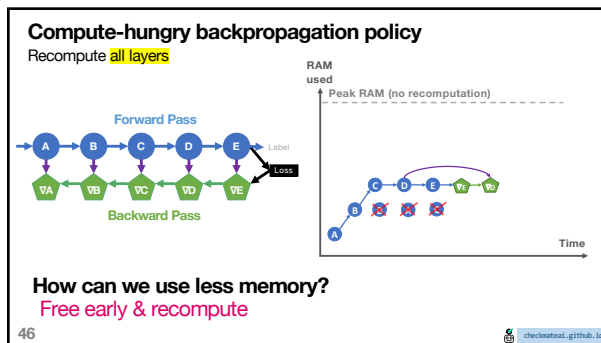 Compute-hungry backpropagation policy
Recompute all layers
RAM
used
Peak RAM (no recomputation)
Forward Pass
A B C D E Label
Loss
∇A ∇B ∇C ∇D ∇E
Backward Pass
C D E ∇E ∇D
B
A
Time
How can we use less memory?
Free early & recompute
46
checkmateai.github.io